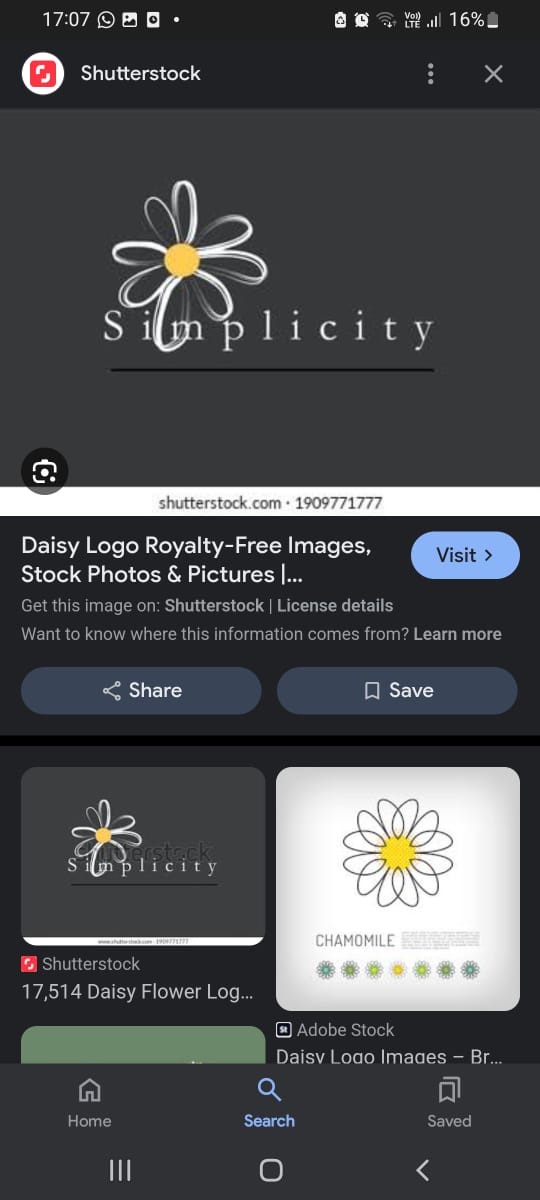 17:07
Vo))
LTE
16%
Shutterstock
Simplicity
shutterstock.com · 1909771777
Daisy Logo Royalty-Free Images,
Stock Photos & Pictures |...
Visit
Get this image on: Shutterstock | License details
Want to know where this information comes from? Learn more
Share
Save
shutterstock
Simplicity
www.shutterstock.com · 1909771777
Shutterstock
17,514 Daisy Flower Log...
CHAMOMILE
St Adobe Stock
Daisy Logo Images – Br...
Home
Search
Saved